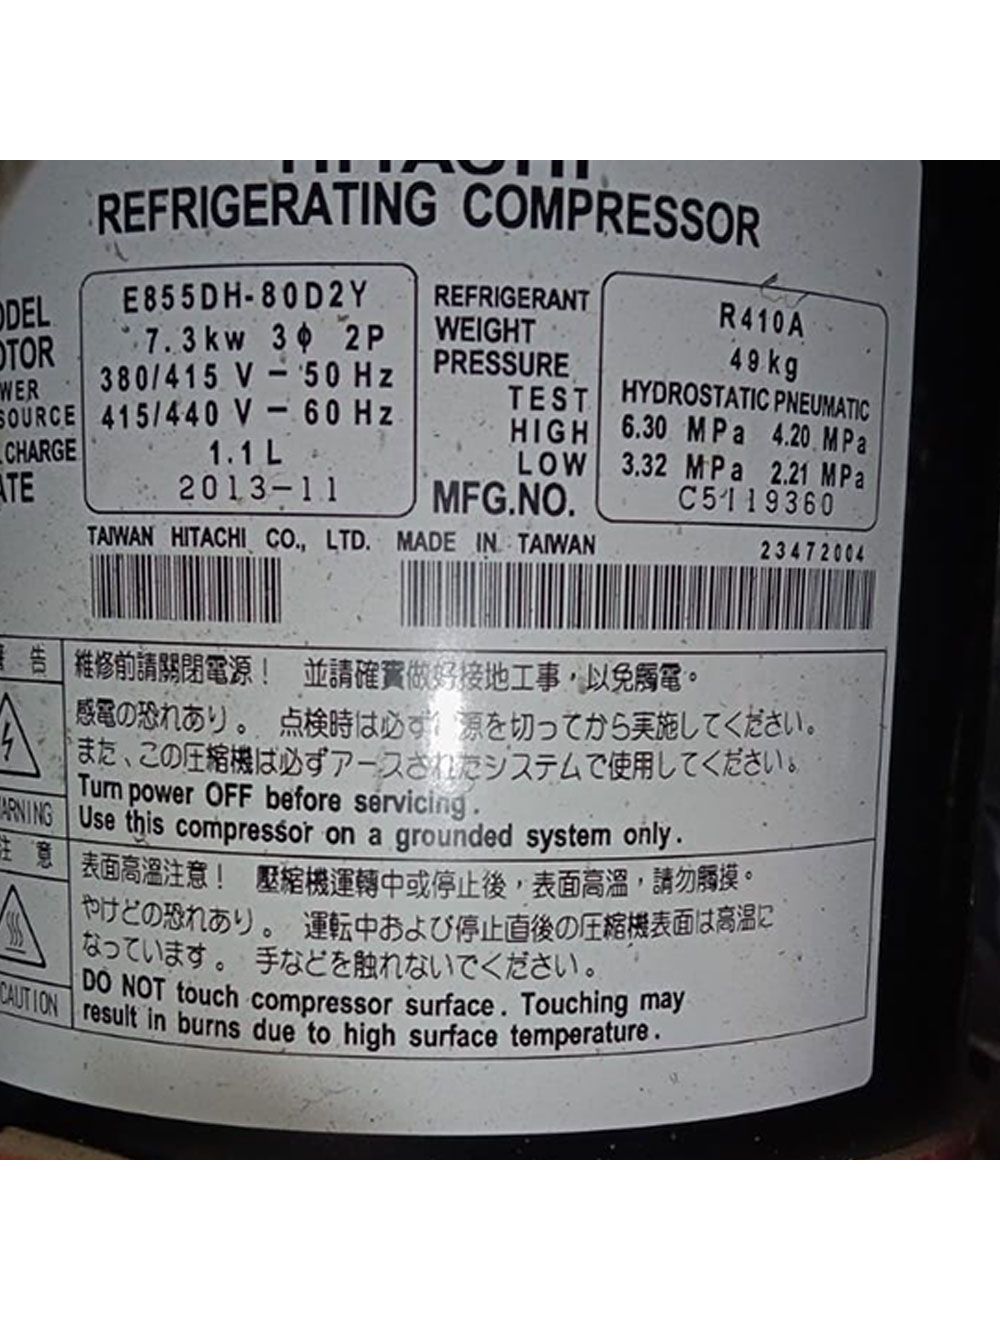 HITACHI
REFRIGERATING COMPRESSOR
ODEL E855DH-80D2Y
OTOR 7.3kw 3φ 2P
WER 380/415 V – 50 Hz
SOURCE 415/440 V – 60 Hz
CHARGE 1.1L
ATE 2013-11
REFRIGERANT R410A
WEIGHT 49kg
PRESSURE
TEST HYDROSTATIC PNEUMATIC
HIGH 6.30 MPa 4.20 MPa
LOW 3.32 MPa 2.21 MPa
MFG.NO. C5119360
TAIWAN HITACHI CO., LTD. MADE IN TAIWAN 23472004
告 維修前請關閉電源！ 並請確實做好接地工事，以免觸電。
感電の恐れあり。 点検時は必ず 源を切ってから実施してください。
また、この圧縮機は必ずアースされたシステムで使用してください。
Turn power OFF before servicing.
ARNING Use this compressor on a grounded system only.
注意 表面高溫注意！ 壓縮機運轉中或停止後，表面高溫，請勿觸摸。
やけどの恐れあり。 運転中および停止直後の圧縮機表面は高温に
なっています。 手などを触れないでください。
CAUTION DO NOT touch compressor surface. Touching may
result in burns due to high surface temperature.